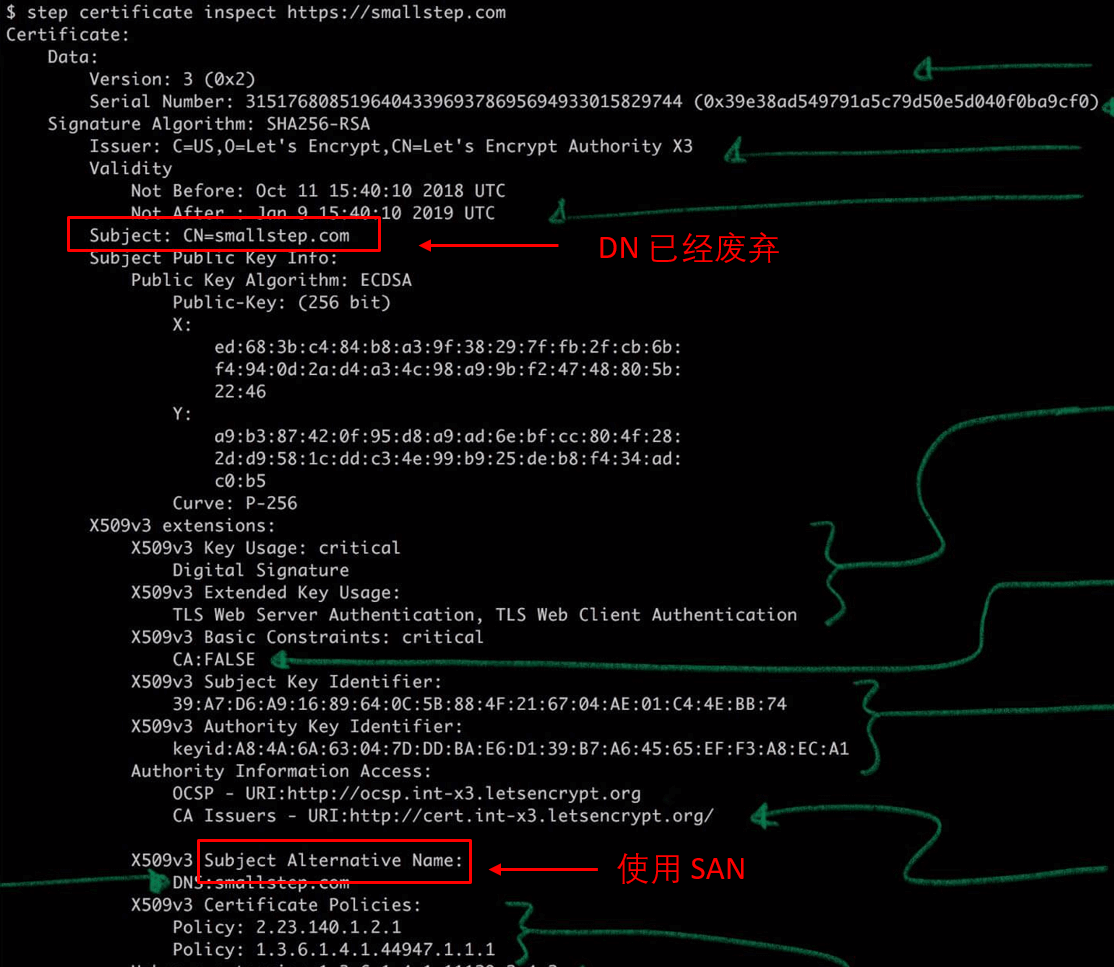 $ step certificate inspect https://smallstep.com
Certificate:
Data:
Version: 3 (0x2)
Serial Number: 315176808519640433969378695694933015829744 (0x39e38ad549791a5c79d50e5d040f0ba9cf0)
Signature Algorithm: SHA256-RSA
Issuer: C=US,O=Let's Encrypt,CN=Let's Encrypt Authority X3
Validity
Not Before: Oct 11 15:40:10 2018 UTC
Not After : Jan 9 15:40:10 2019 UTC
Subject: CN=smallstep.com
DN 已经废弃
Subject Public Key Info:
Public Key Algorithm: ECDSA
Public-Key: (256 bit)
X:
ed:68:3b:c4:84:b8:a3:9f:38:29:7f:fb:2f:cb:6b:
f4:94:0d:2a:d4:a3:4c:98:a9:9b:f2:47:48:80:5b:
22:46
Y:
a9:b3:87:42:0f:95:d8:a9:ad:6e:bf:cc:80:4f:28:
2d:d9:58:1c:dd:c3:4e:99:b9:25:de:b8:f4:34:ad:
c0:b5
Curve: P-256
X509v3 extensions:
X509v3 Key Usage: critical
Digital Signature
X509v3 Extended Key Usage:
TLS Web Server Authentication, TLS Web Client Authentication
X509v3 Basic Constraints: critical
CA:FALSE
X509v3 Subject Key Identifier:
39:A7:D6:A9:16:89:64:0C:5B:88:4F:21:67:04:AE:01:C4:4E:BB:74
X509v3 Authority Key Identifier:
keyid:A8:4A:6A:63:04:7D:DD:BA:E6:D1:39:B7:A6:45:65:EF:F3:A8:EC:A1
Authority Information Access:
OCSP - URI:http://ocsp.int-x3.letsencrypt.org
CA Issuers - URI:http://cert.int-x3.letsencrypt.org/
X509v3 Subject Alternative Name:
使用 SAN
DNS:smallstep.com
X509v3 Certificate Policies:
Policy: 2.23.140.1.2.1
Policy: 1.3.6.1.4.1.44947.1.1.1